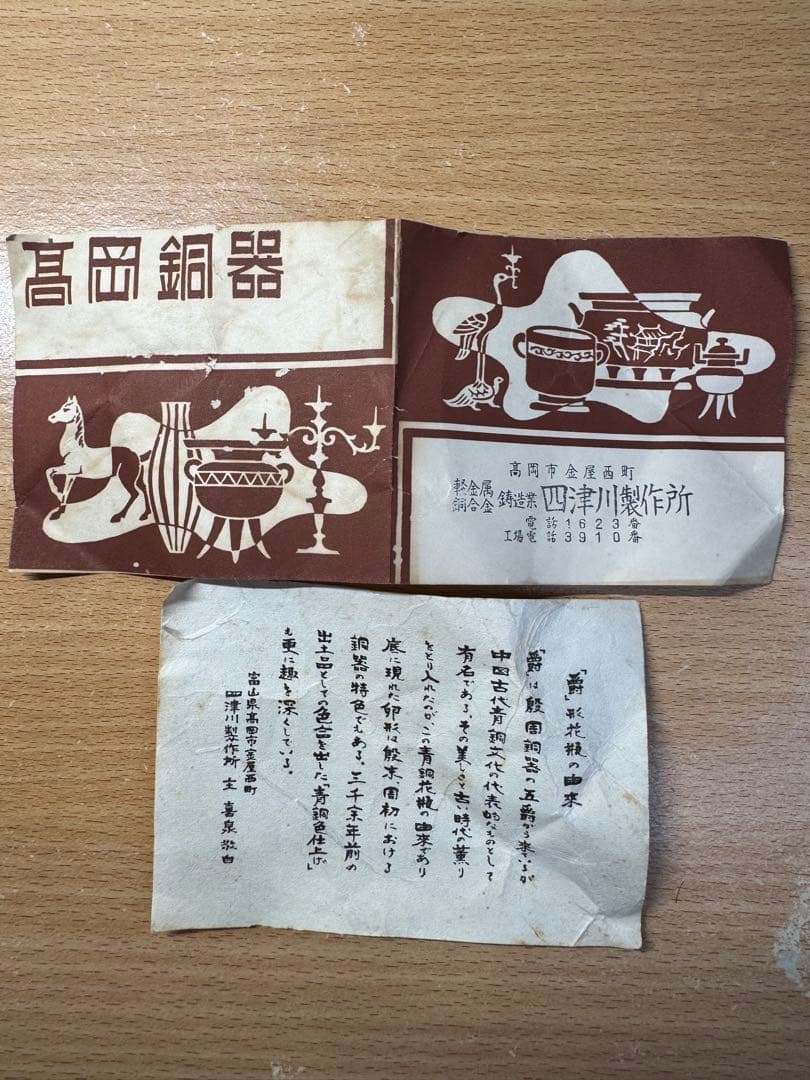 髙岡銅器
高岡市金屋西町
軽金属
銅合金
鋳造業
四津川製作所
電話1623番
工場電話3910番
「爵」形花瓶の由来
「爵は殷周銅器の五爵から来ているが
中国古代青銅文化の代表的なものとして
有名である。その美しさと古い時代の薫り
をとり入れたのが、この青銅花瓶の由来であり
底に現れた卵形は殷末、周初における
銅器の特色でもある。三千余年前の
出土品としての色合を出した「青銅色仕上げ」
も更に趣を深くしている。
富山県高岡市金屋西町
四津川製作所 主 喜泉 敬白